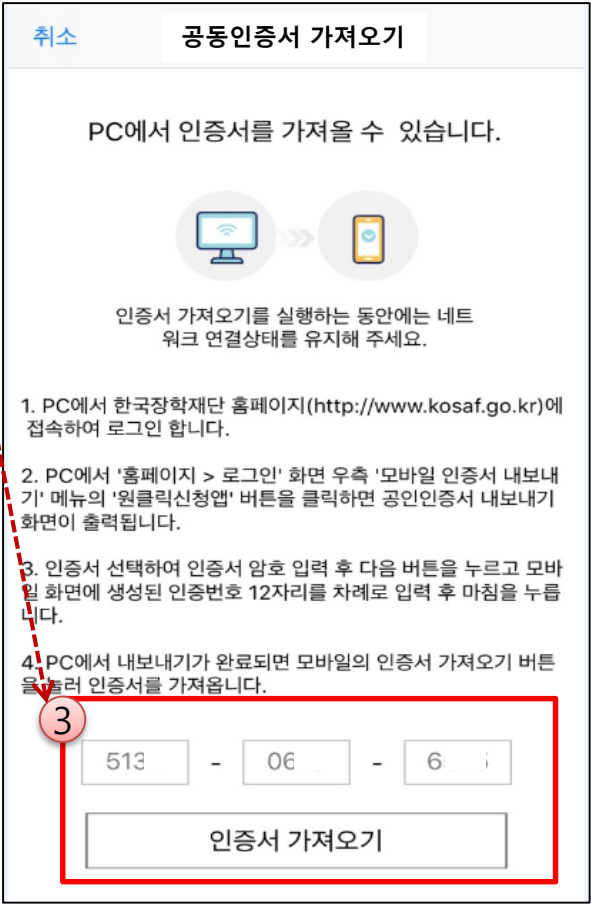 취소 공동인증서 가져오기
PC에서 인증서를 가져올 수 있습니다.
인증서 가져오기를 실행하는 동안에는 네트
워크 연결상태를 유지해 주세요.
1. PC에서 한국장학재단 홈페이지(http://www.kosaf.go.kr)에
접속하여 로그인 합니다.
2. PC에서 '홈페이지 > 로그인' 화면 우측 '모바일 인증서 내보내
기' 메뉴의 '원클릭신청앱' 버튼을 클릭하면 공인인증서 내보내기
화면이 출력됩니다.
3. 인증서 선택하여 인증서 암호 입력 후 다음 버튼을 누르고 모바
일 화면에 생성된 인증번호 12자리를 차례로 입력 후 마침을 누릅
니다.
4. PC에서 내보내기가 완료되면 모바일의 인증서 가져오기 버튼
을 눌러 인증서를 가져옵니다.
3
513 - 06 - 6
인증서 가져오기